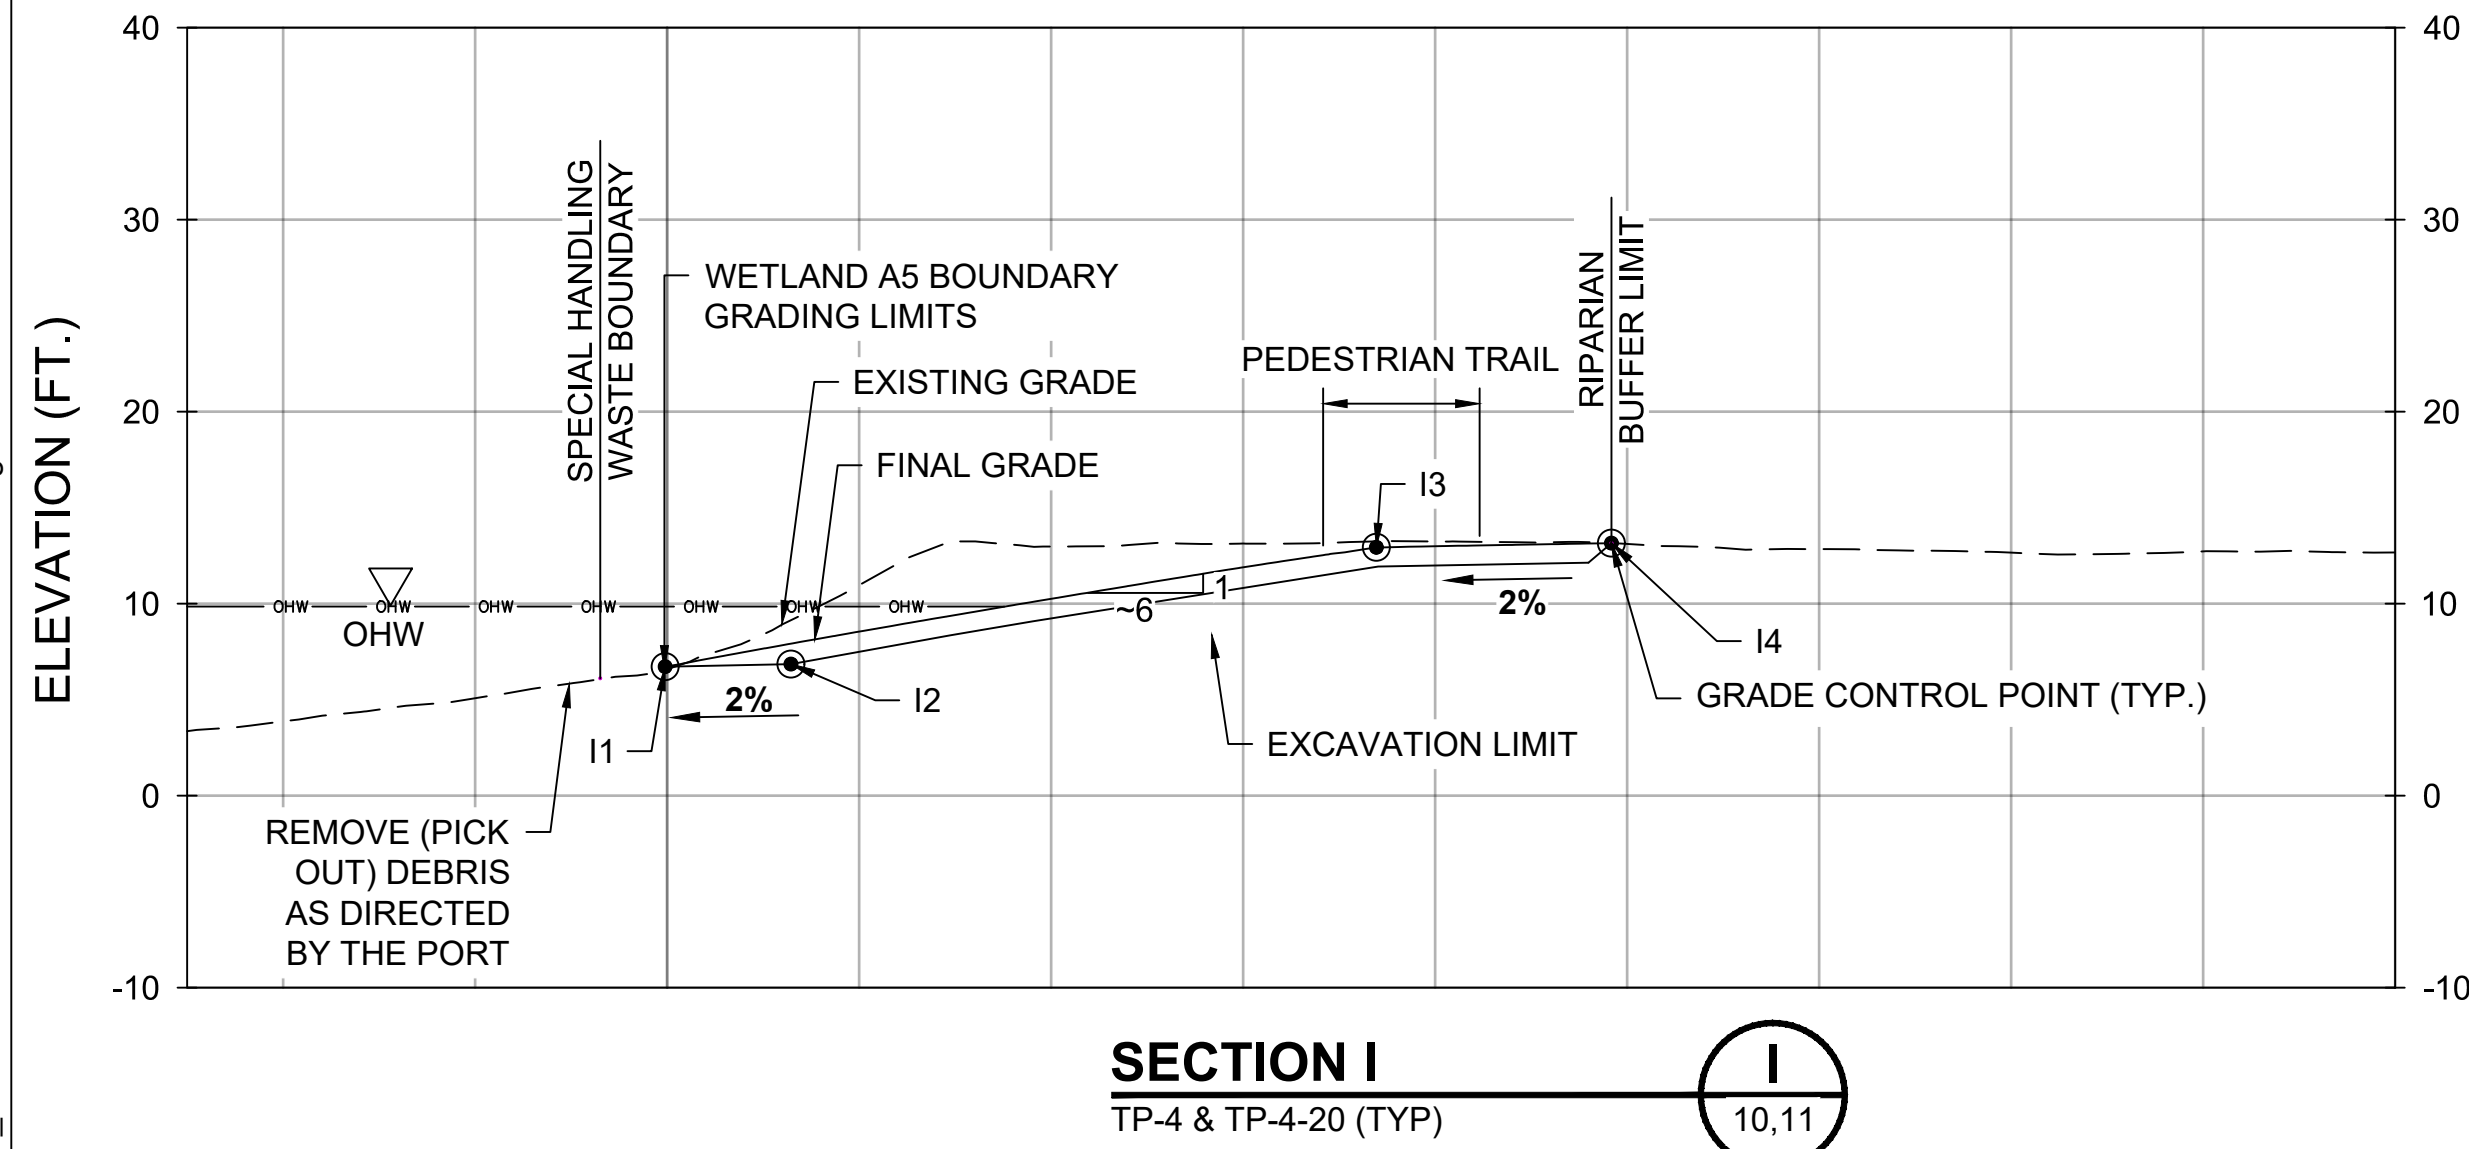 40
40
30
30
20
20
10
10
0
0
-10
-10
ELEVATION (FT.)
SPECIAL HANDLING
WASTE BOUNDARY
WETLAND A5 BOUNDARY
GRADING LIMITS
EXISTING GRADE
FINAL GRADE
PEDESTRIAN TRAIL
RIPARIAN
BUFFER LIMIT
I3
OHW OHW OHW OHW OHW OHW OHW
OHW
1
~6
2%
I4
2%
I2
I1
GRADE CONTROL POINT (TYP.)
EXCAVATION LIMIT
REMOVE (PICK
OUT) DEBRIS
AS DIRECTED
BY THE PORT
SECTION I
TP-4 & TP-4-20 (TYP)
I
10,11